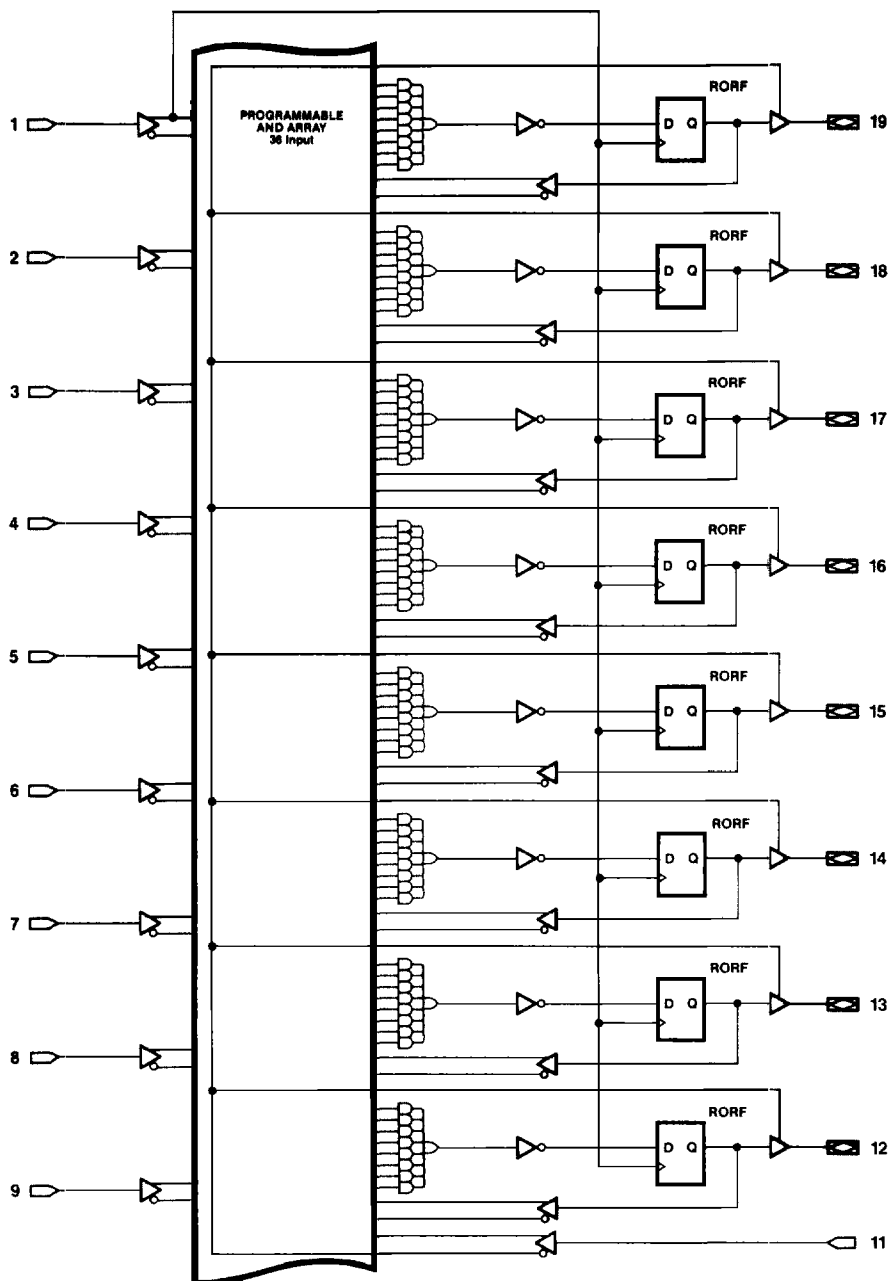 RORF
1
PROGRAMMABLE
AND ARRAY
36 Input
D Q
19
RORF
2
D Q
18
RORF
3
D Q
17
RORF
4
D Q
16
RORF
5
D Q
15
RORF
6
D Q
14
RORF
7
D Q
13
RORF
8
D Q
12
9
11